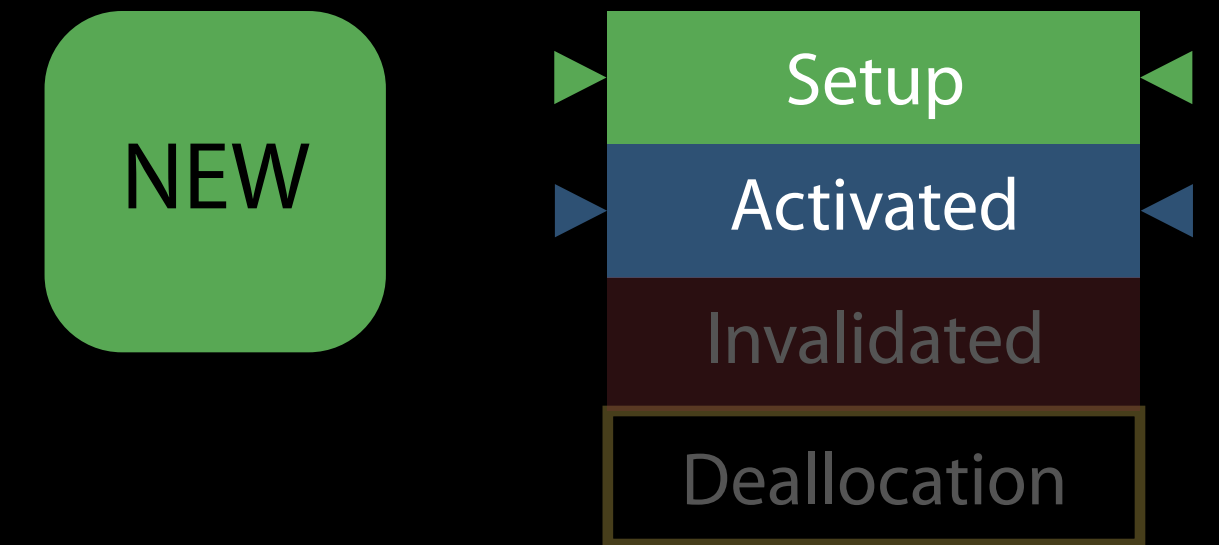 NEW
Setup
Activated
Invalidated
Deallocation